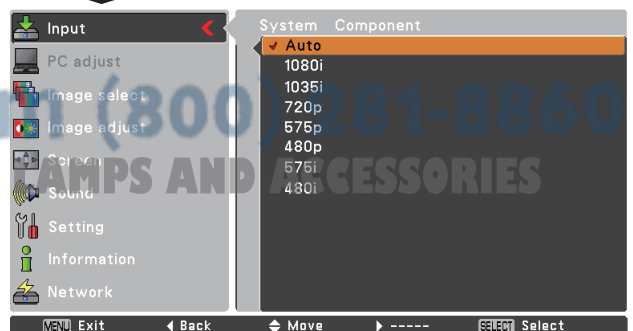 Input
PC adjust
Image select
Image adjust
Screen
Sound
Setting
Information
Network
System Component
Auto
1080i
1035i
720p
575p
480p
575i
480i
(800) 281-8860
AMPS AND ACCESSORIES
MENU Exit Back Move ----- SELECT Select